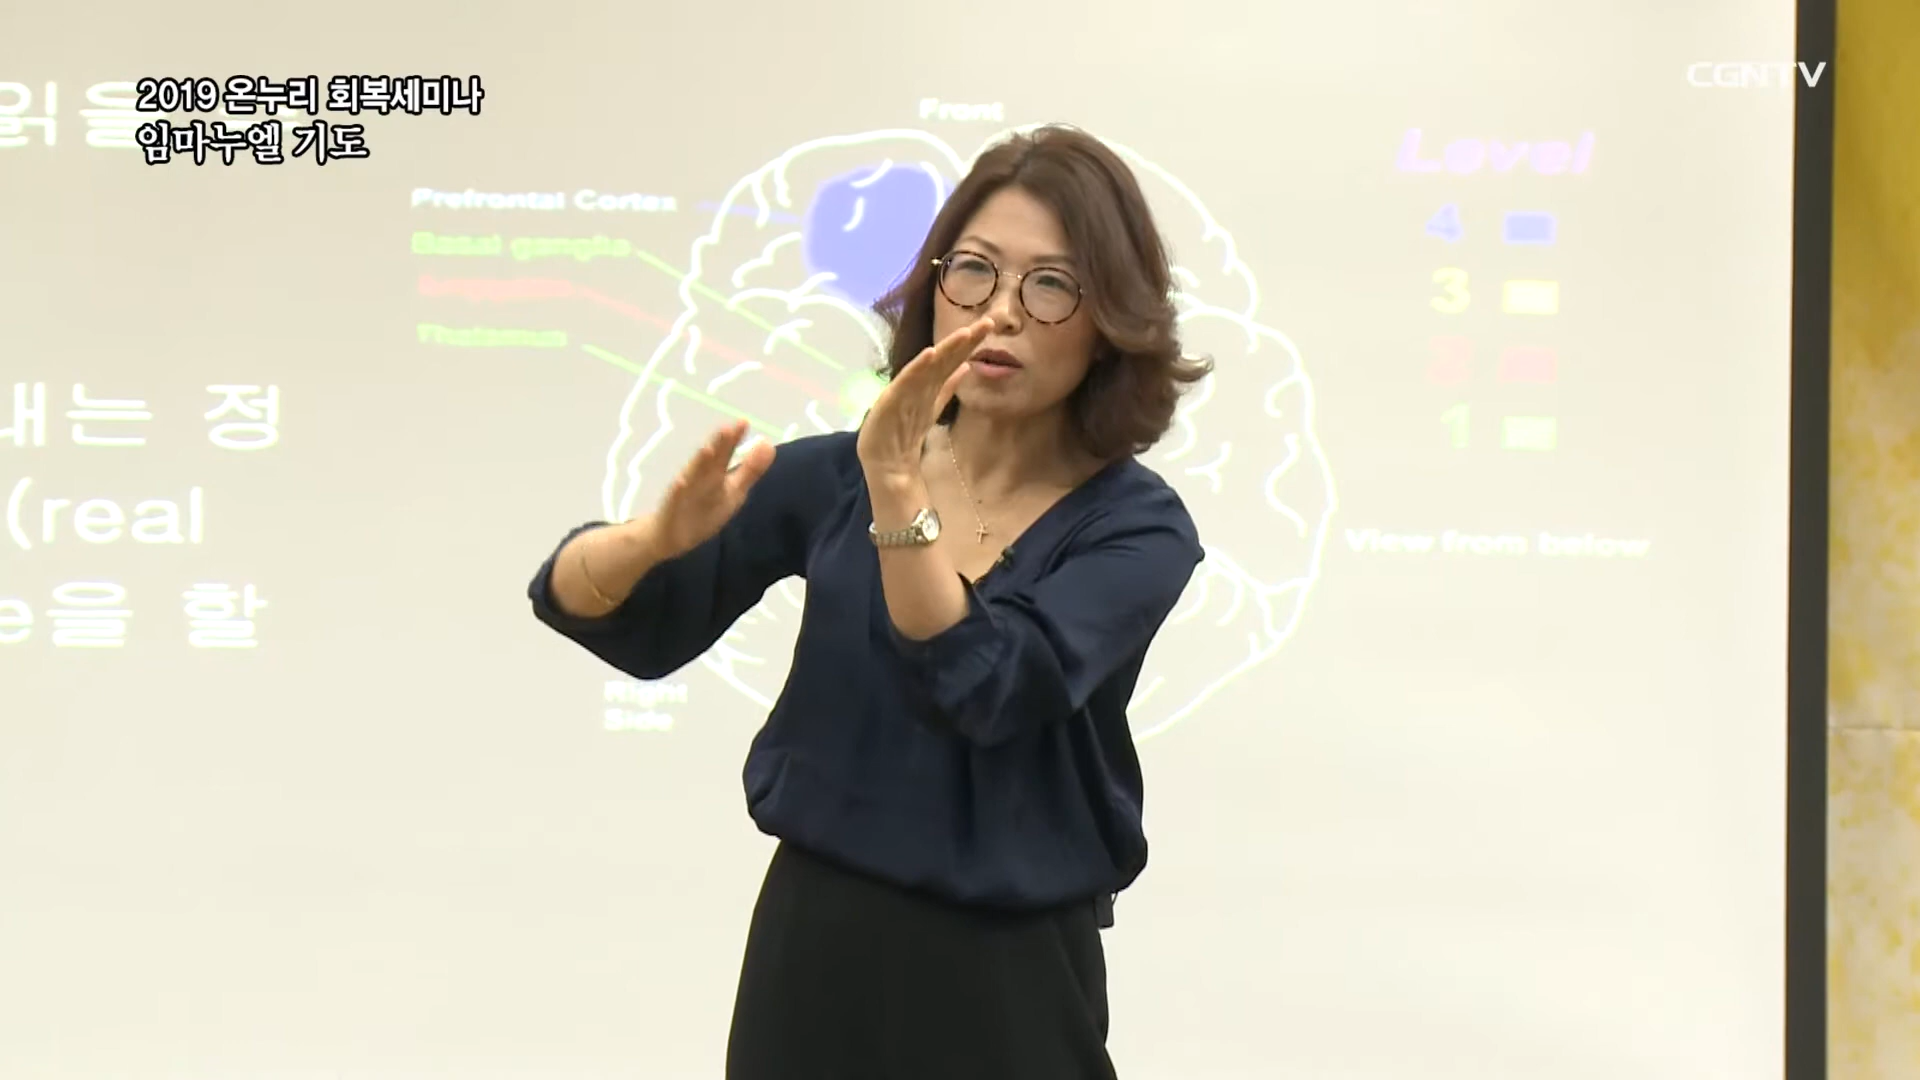 2019 온누리 회복세미나
임마누엘 기도
CGNTV
읽을
내는 정
(real
e을 할
Front
Prefrontal Cortex
Basal ganglia
Thalamus
Level
4
3
2
1
View from below
Right
Side